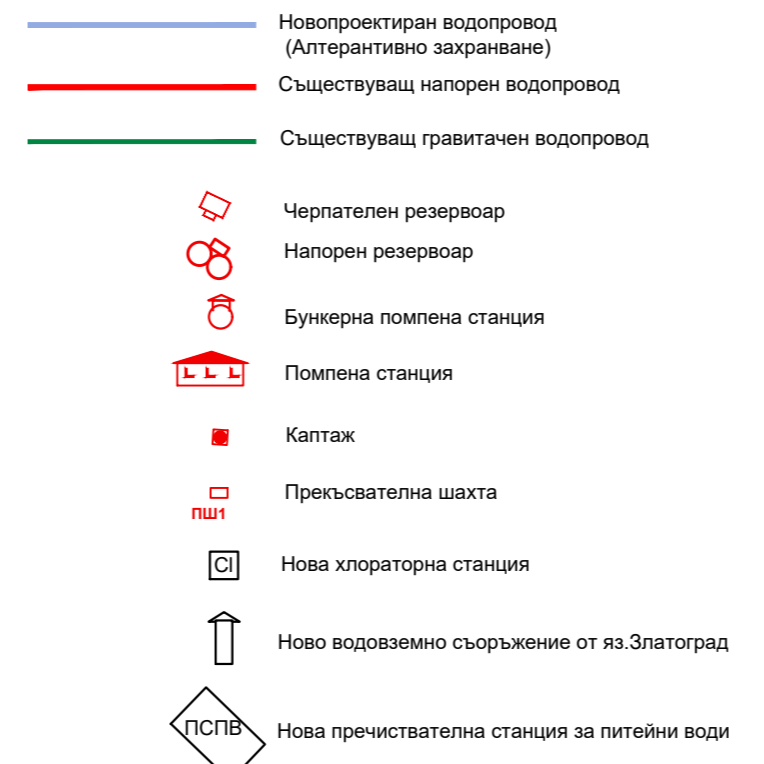 Новопроектиран водопровод
(Алтерантивно захранване)
Съществуващ напорен водопровод
Съществуващ гравитачен водопровод
Черпателен резервоар
Напорен резервоар
Бункерна помпена станция
Помпена станция
Каптаж
Прекъсвателна шахта
ПШ1
Cl Нова хлораторна станция
Ново водовземно съоръжение от яз.Златоград
ПСПВ Нова пречиствателна станция за питейни води